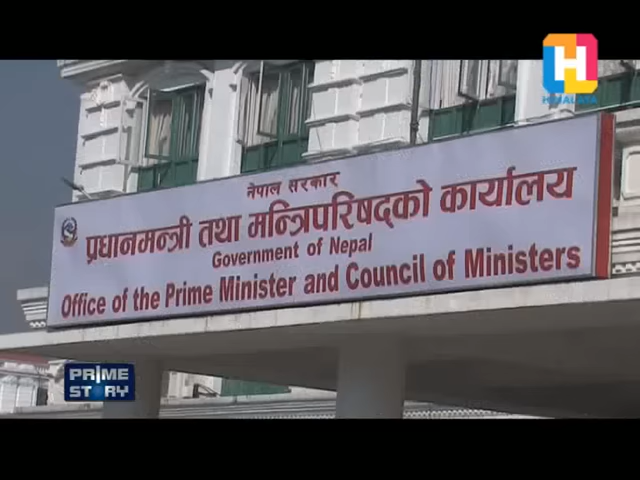 H
HIMALAYA
नेपाल सरकार
प्रधानमन्त्री तथा मन्त्रिपरिषद्को कार्यालय
Government of Nepal
Office of the Prime Minister and Council of Ministers
PRIME
STORY